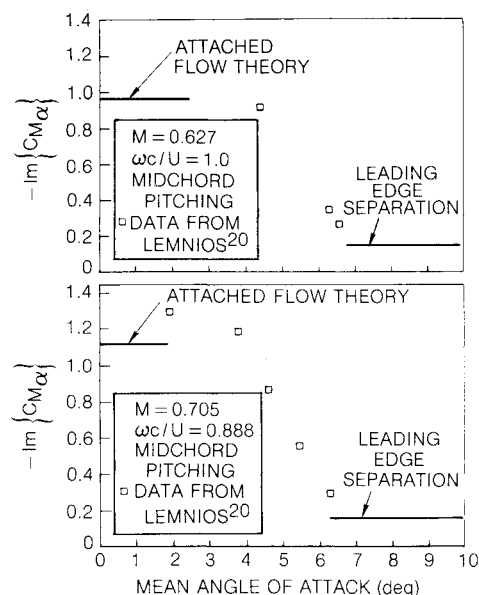 1.4
1.2
1.0
0.8
0.6
0.4
0.2
0
− Im {CMα}
ATTACHED
FLOW THEORY
M = 0.627
ωc/U = 1.0
MIDCHORD
PITCHING
□ DATA FROM
LEMNIOS20
LEADING
EDGE
SEPARATION
1.2
1.0
0.8
0.6
0.4
0.2
0
− Im {CMα}
ATTACHED FLOW THEORY
M = 0.705
ωc/U = 0.888
MIDCHORD
PITCHING
□ DATA FROM
LEMNIOS20
LEADING
EDGE
SEPARATION
0 1 2 3 4 5 6 7 8 9 10
MEAN ANGLE OF ATTACK (deg)